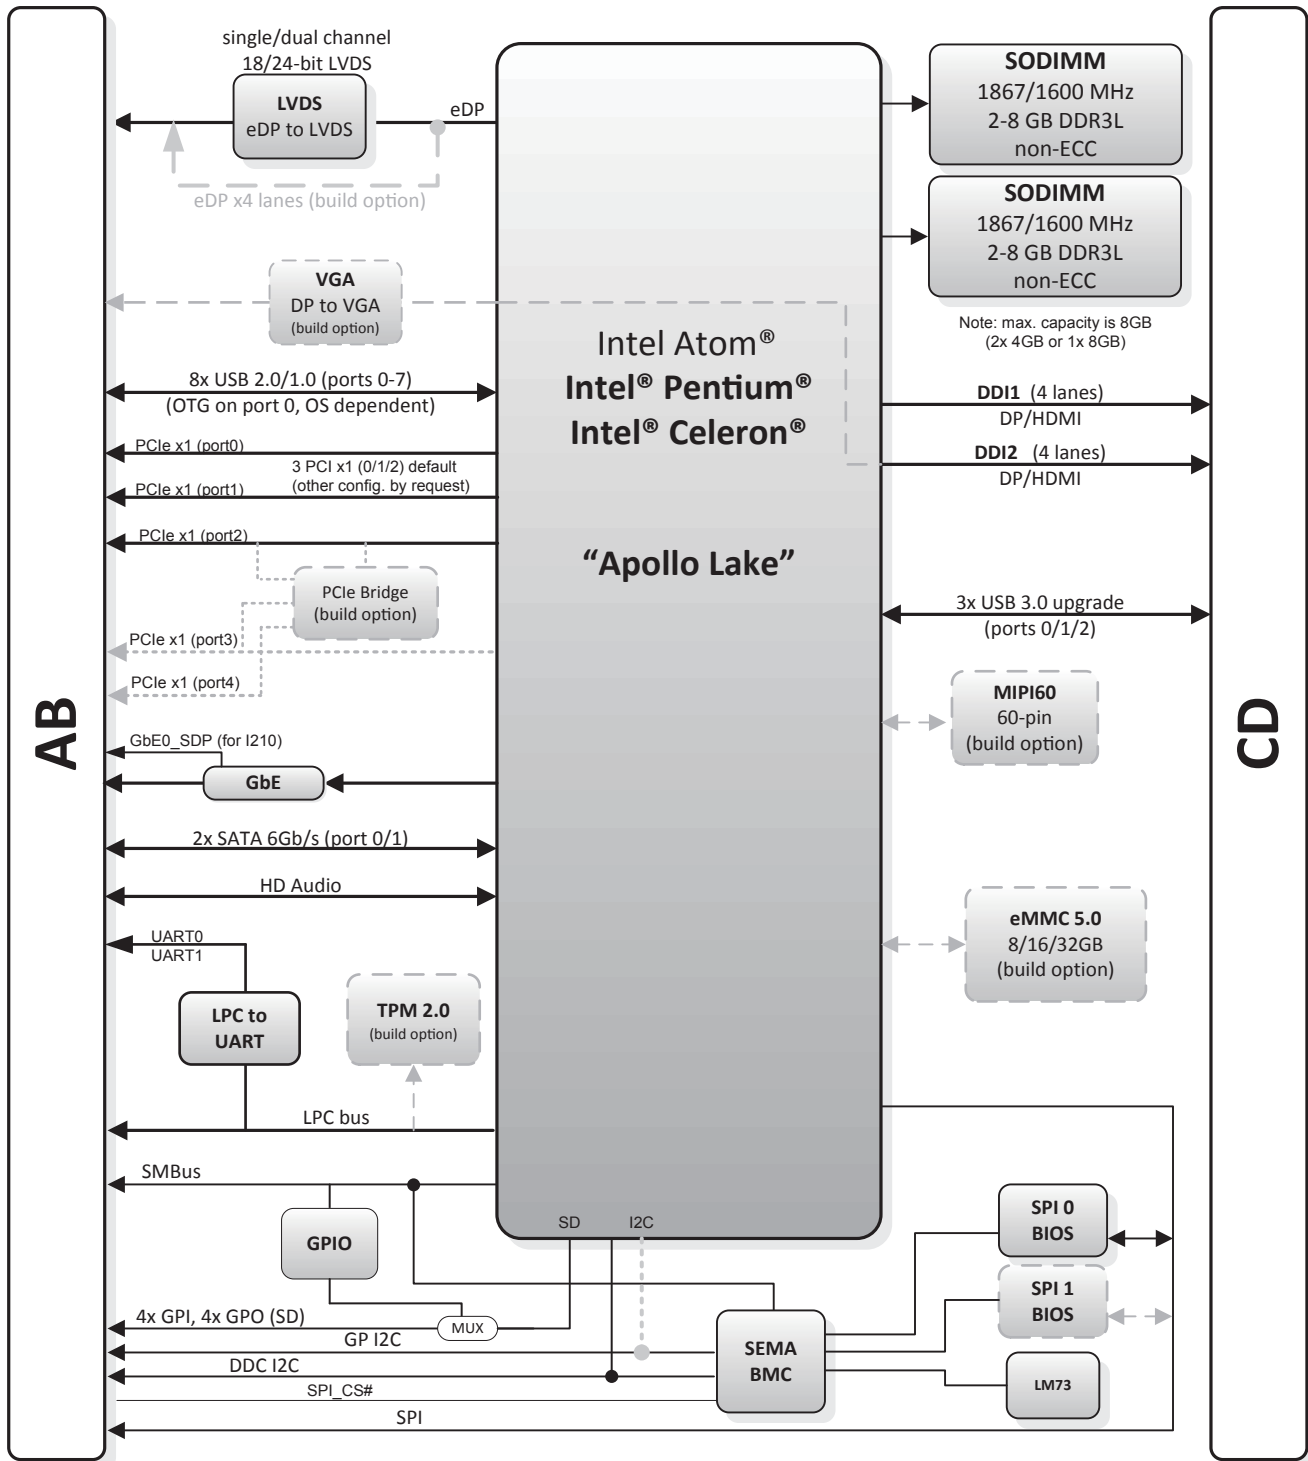 single/dual channel
18/24-bit LVDS
LVDS
eDP to LVDS
eDP
eDP x4 lanes (build option)
VGA
DP to VGA
(build option)
8x USB 2.0/1.0 (ports 0-7)
(OTG on port 0, OS dependent)
PCIe x1 (port0)
3 PCI x1 (0/1/2) default
(other config. by request)
PCIe x1 (port1)
PCIe x1 (port2)
PCIe Bridge
(build option)
PCIe x1 (port3)
PCIe x1 (port4)
AB
GbE0_SDP (for I210)
GbE
2x SATA 6Gb/s (port 0/1)
HD Audio
UART0
UART1
LPC to
UART
TPM 2.0
(build option)
LPC bus
SMBus
GPIO
4x GPI, 4x GPO (SD)
MUX
GP I2C
DDC I2C
SPI_CS#
SPI
Intel Atom®
Intel® Pentium®
Intel® Celeron®
“Apollo Lake”
SD
I2C
SEMA
BMC
SODIMM
1867/1600 MHz
2-8 GB DDR3L
non-ECC
SODIMM
1867/1600 MHz
2-8 GB DDR3L
non-ECC
Note: max. capacity is 8GB
(2x 4GB or 1x 8GB)
DDI1 (4 lanes)
DP/HDMI
DDI2 (4 lanes)
DP/HDMI
3x USB 3.0 upgrade
(ports 0/1/2)
MIPI60
60-pin
(build option)
CD
eMMC 5.0
8/16/32GB
(build option)
SPI 0
BIOS
SPI 1
BIOS
LM73